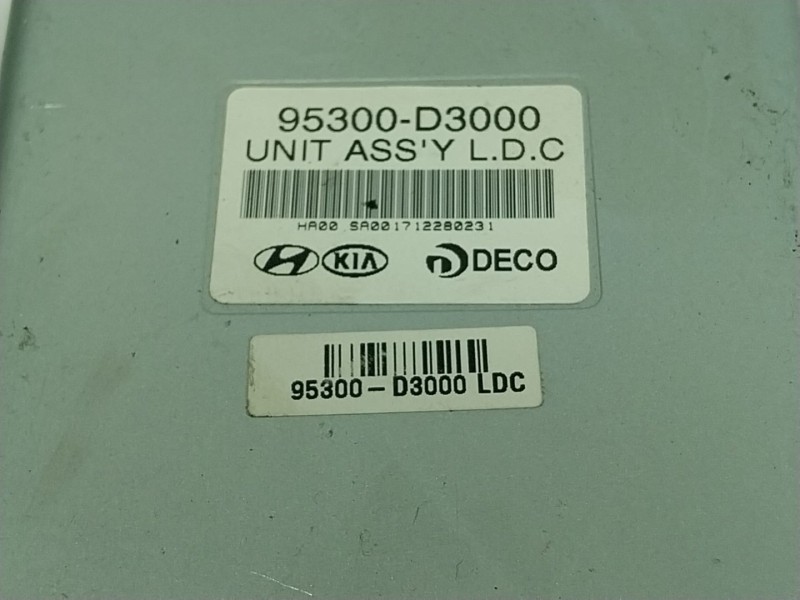 95300-D3000
UNIT ASS'Y L.D.C
HA00 SA001712280231
KIA DECO
95300-D3000 LDC